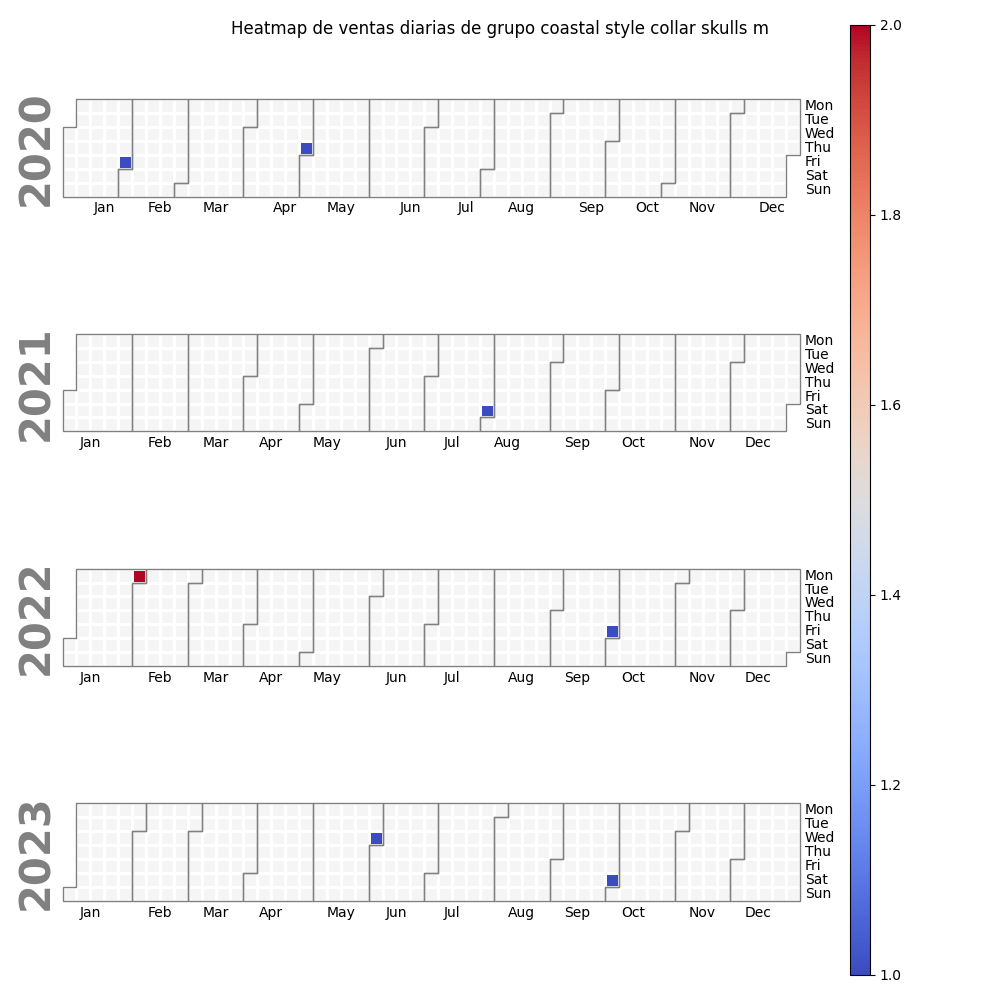 Heatmap de ventas diarias de grupo coastal style collar skulls m
2.0
1.8
1.6
1.4
1.2
1.0
2020
Mon
Tue
Wed
Thu
Fri
Sat
Sun
Jan Feb Mar Apr May Jun Jul Aug Sep Oct Nov Dec
2021
Mon
Tue
Wed
Thu
Fri
Sat
Sun
Jan Feb Mar Apr May Jun Jul Aug Sep Oct Nov Dec
2022
Mon
Tue
Wed
Thu
Fri
Sat
Sun
Jan Feb Mar Apr May Jun Jul Aug Sep Oct Nov Dec
2023
Mon
Tue
Wed
Thu
Fri
Sat
Sun
Jan Feb Mar Apr May Jun Jul Aug Sep Oct Nov Dec